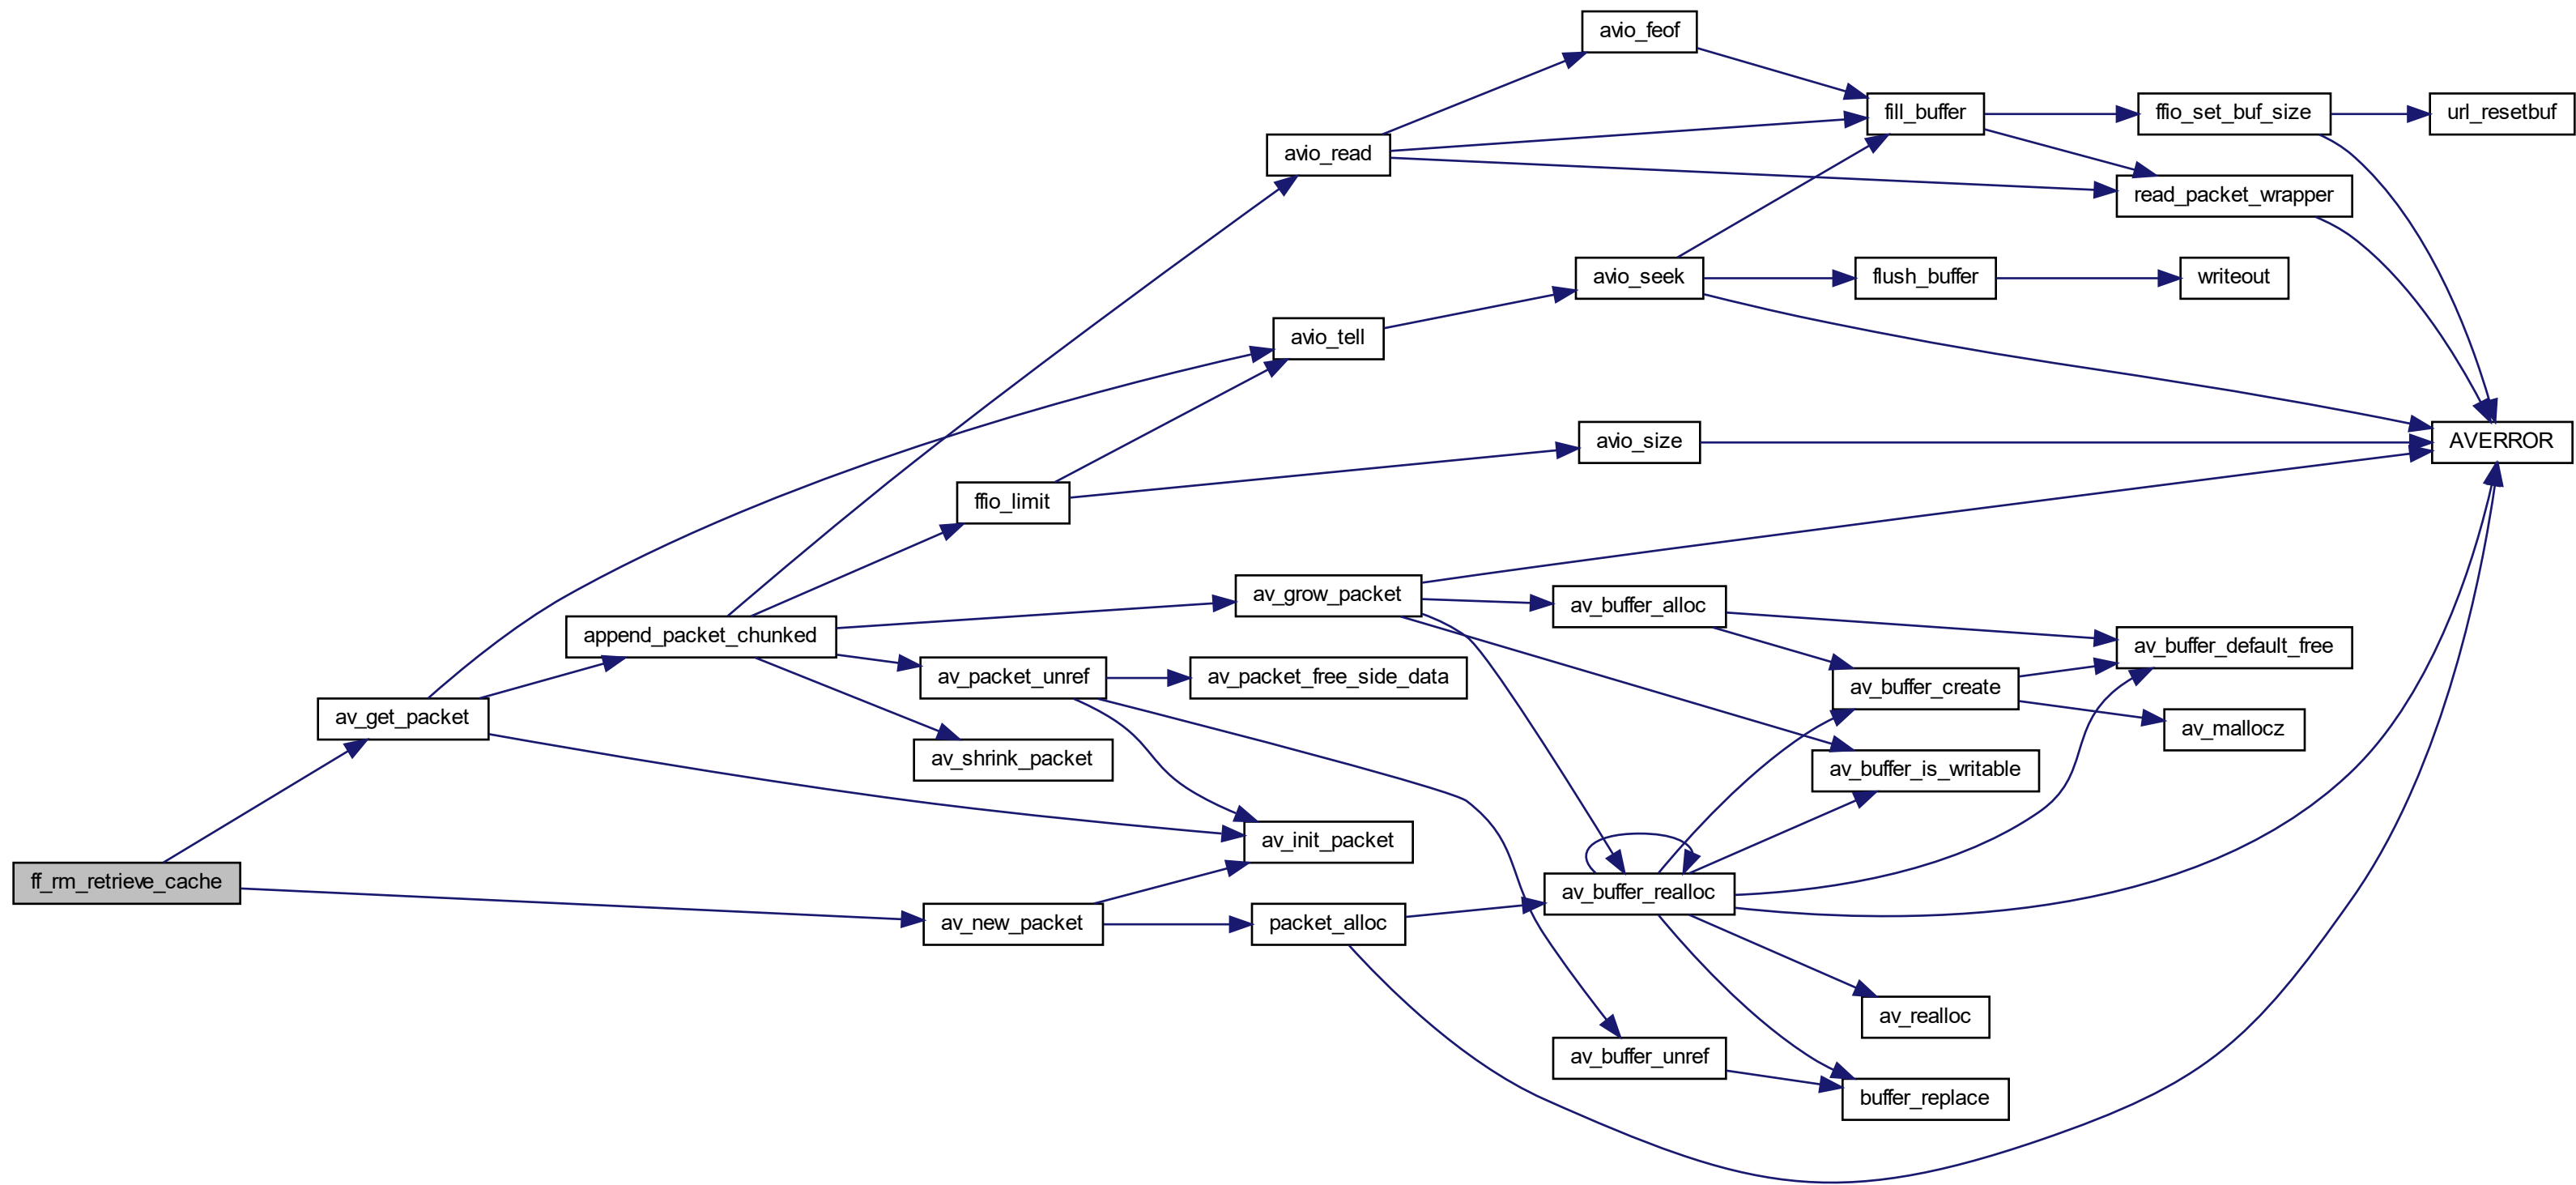 avio_feof
fill_buffer
ffio_set_buf_size
url_resetbuf
avio_read
read_packet_wrapper
avio_seek
flush_buffer
writeout
avio_tell
avio_size
AVERROR
ffio_limit
av_grow_packet
av_buffer_alloc
append_packet_chunked
av_buffer_default_free
av_packet_unref
av_packet_free_side_data
av_buffer_create
av_get_packet
av_mallocz
av_shrink_packet
av_buffer_is_writable
av_init_packet
ff_rm_retrieve_cache
av_buffer_realloc
av_new_packet
packet_alloc
av_realloc
av_buffer_unref
buffer_replace